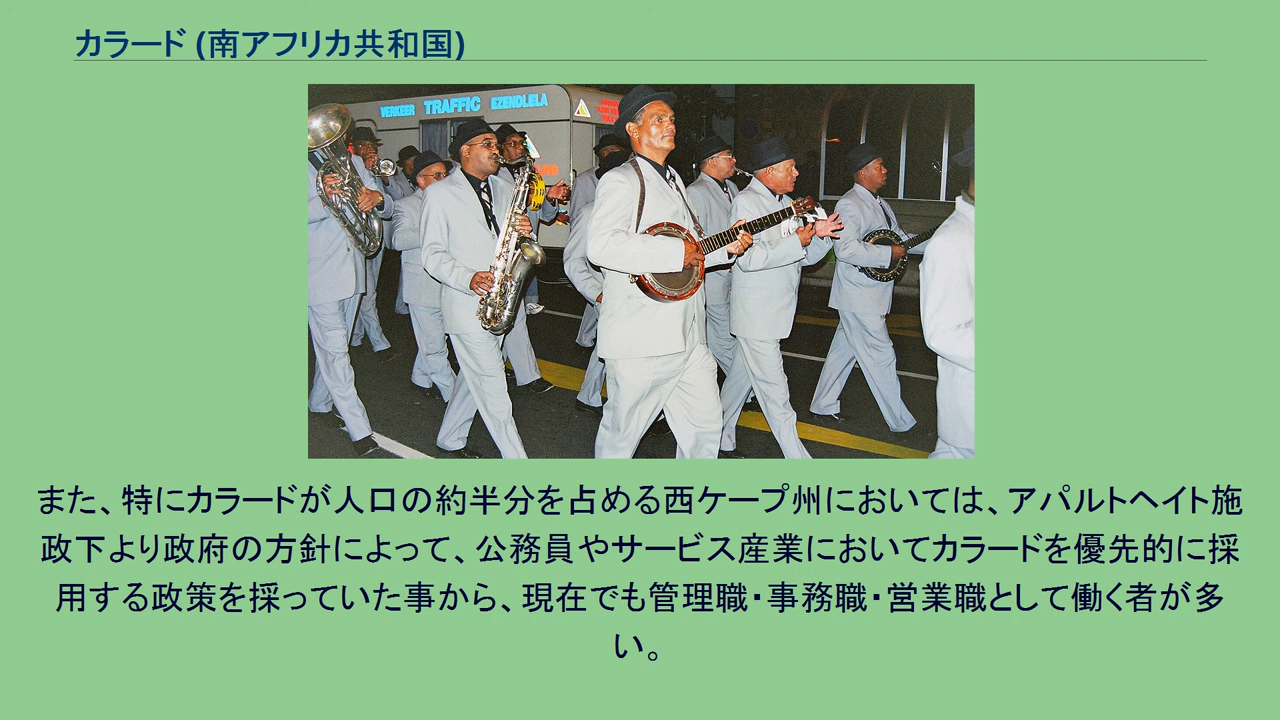 カラード (南アフリカ共和国)
VERKEER TRAFFIC EZENDLELA
また、特にカラードが人口の約半分を占める西ケープ州においては、アパルトヘイト施
政下より政府の方針によって、公務員やサービス産業においてカラードを優先的に採
用する政策を採っていた事から、現在でも管理職・事務職・営業職として働く者が多
い。